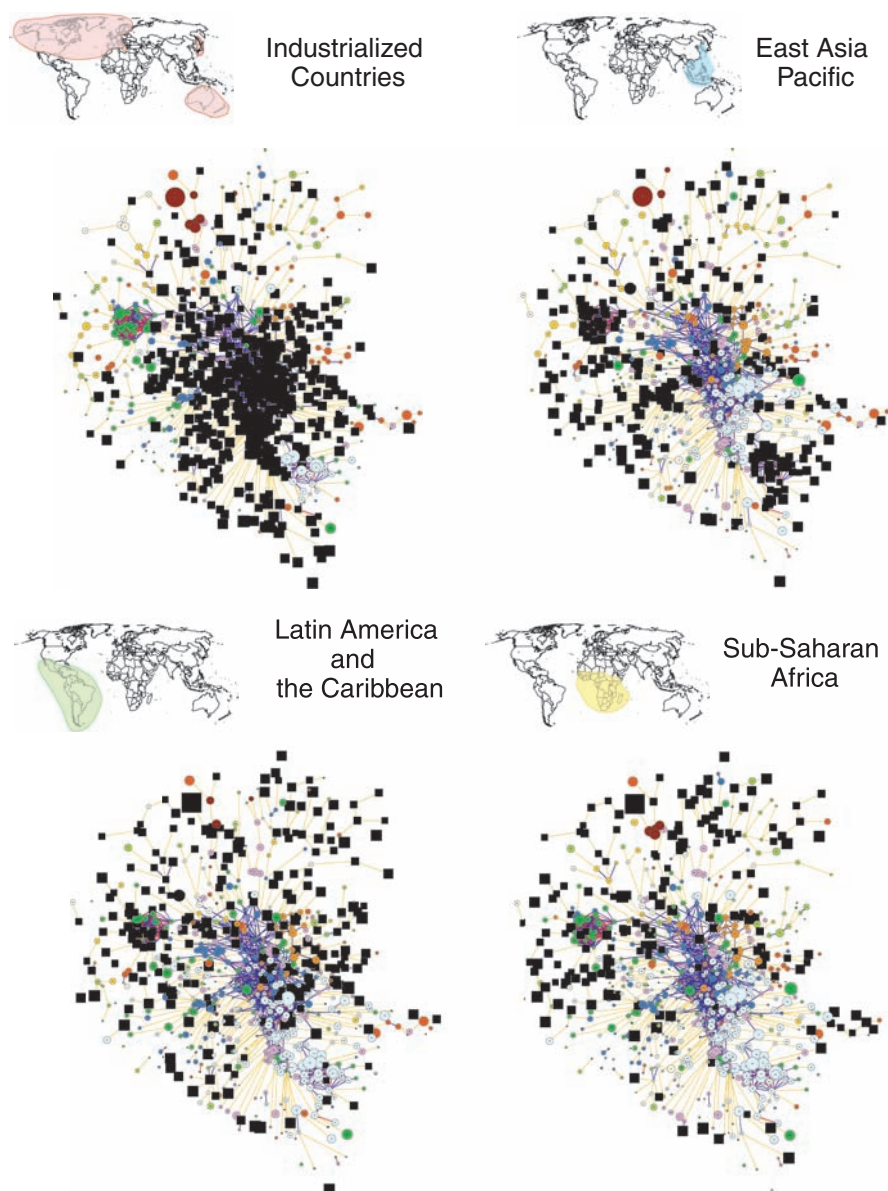 Industrialized
Countries
East Asia
Pacific
Latin America
and
the Caribbean
Sub-Saharan
Africa